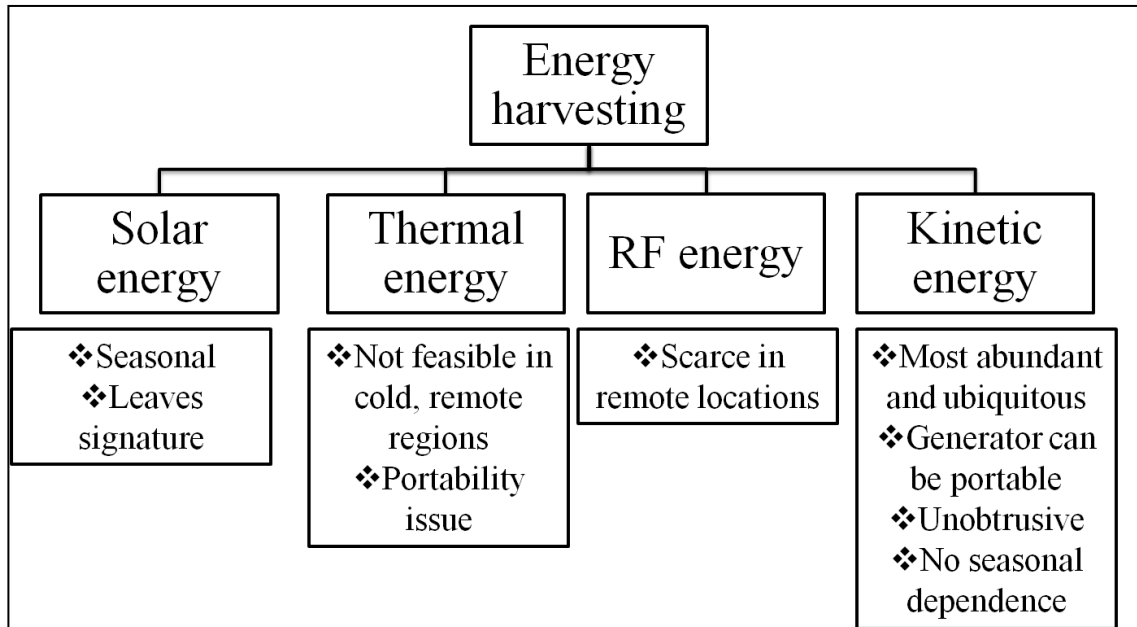 Energy
harvesting
Solar
energy
Thermal
energy
RF energy
Kinetic
energy
❖Seasonal
❖Leaves
signature
❖Not feasible in
cold, remote
regions
❖Portability
issue
❖Scarce in
remote locations
❖Most abundant
and ubiquitous
❖Generator can
be portable
❖Unobtrusive
❖No seasonal
dependence